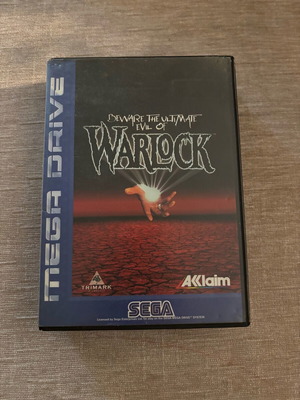 MEGA DRIVE
BEWARE THE ULTIMATE
EVIL OF
WARLOCK
TRIMARK
AKklaim
SEGA